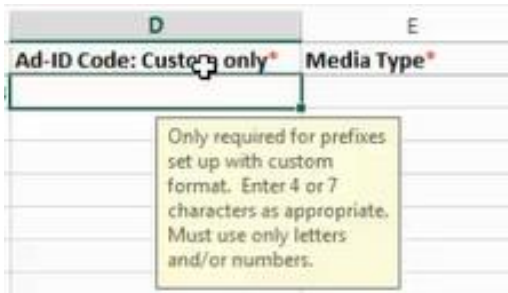 D E
Ad-ID Code: Custom only* Media Type*
Only required for prefixes
set up with custom
format. Enter 4 or 7
characters as appropriate.
Must use only letters
and/or numbers.